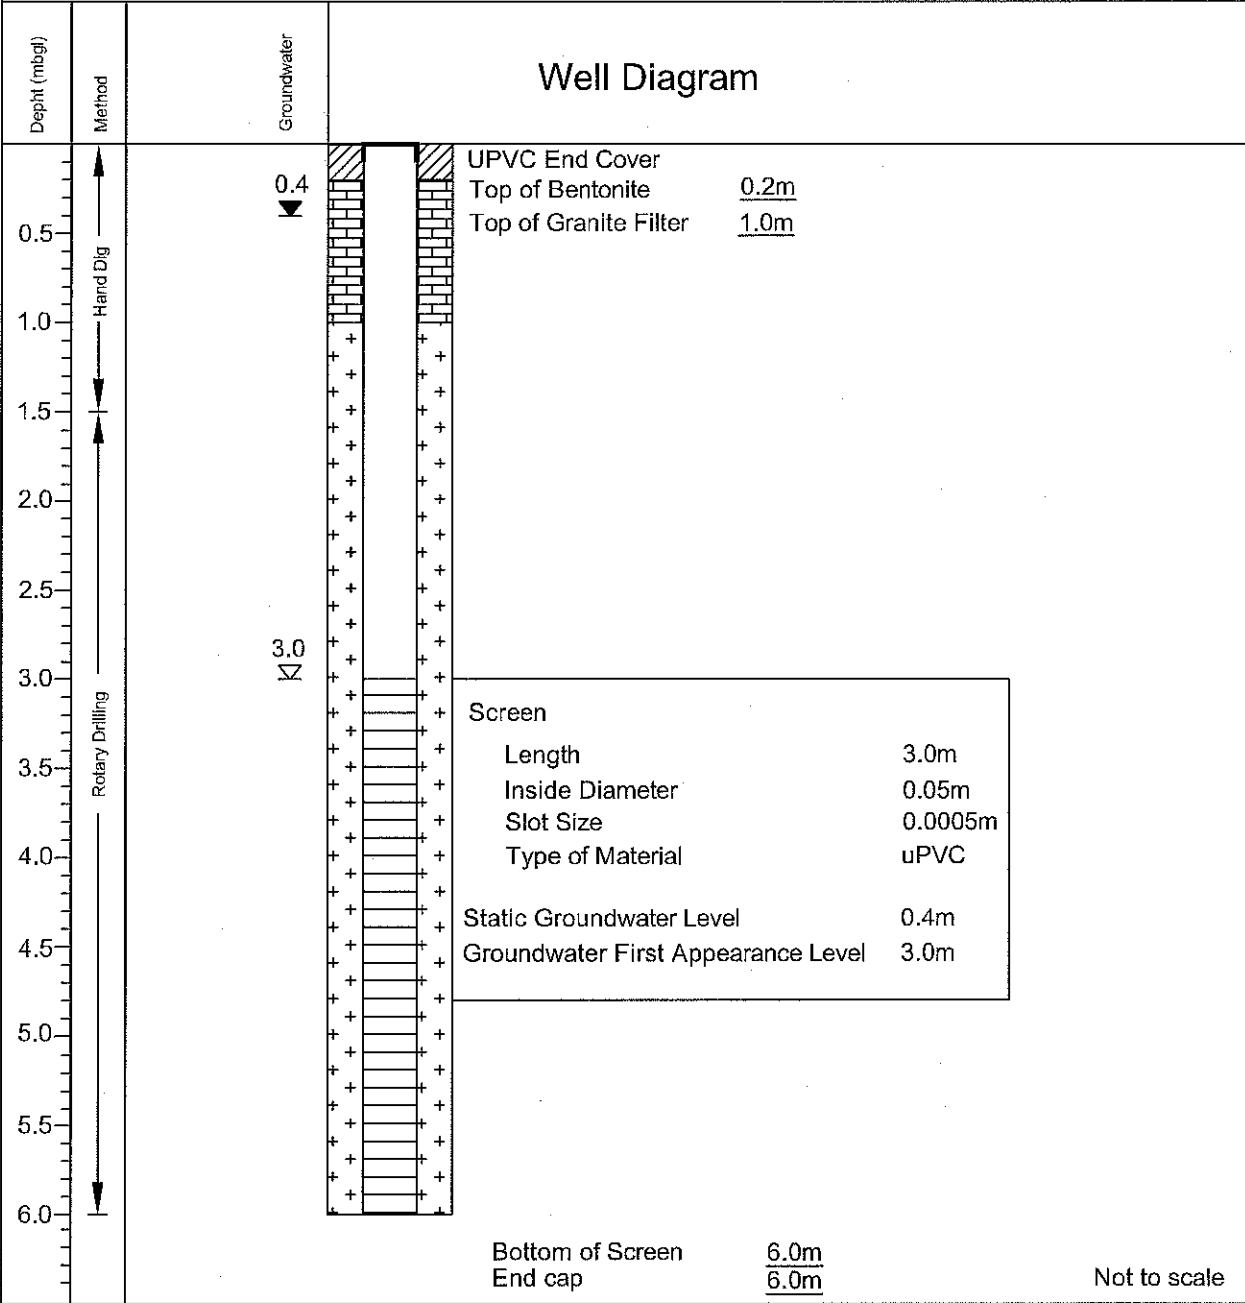 Depht (mbgl)
Method
Groundwater
Well Diagram
UPVC End Cover
Top of Bentonite 0.2m
Top of Granite Filter 1.0m
0.4
0.5
Hand Dig
1.0
1.5
2.0
2.5
3.0
3.0
Rotary Drilling
Screen
Length 3.0m
Inside Diameter 0.05m
Slot Size 0.0005m
Type of Material uPVC
Static Groundwater Level 0.4m
Groundwater First Appearance Level 3.0m
3.5
4.0
4.5
5.0
5.5
6.0
Bottom of Screen 6.0m
End cap 6.0m
Not to scale